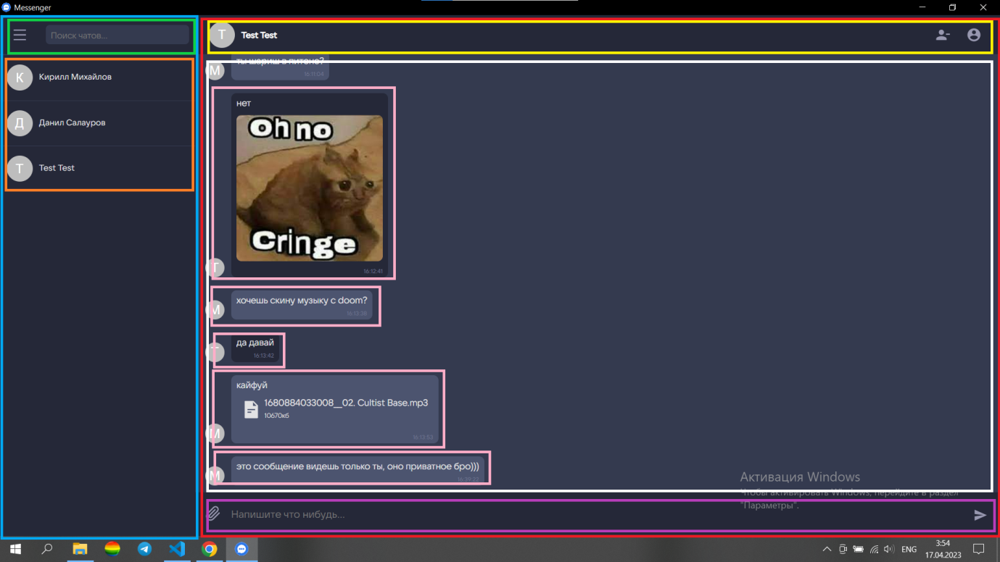 Messenger
Поиск чатов...
К
Кирилл Михайлов
Д
Данил Салауров
T
Test Test
T
Test Test
ты шариш в питоне?
16:11:04
M
нет
Oh no
Cringe
16:12:41
T
хочешь скину музыку с doom?
16:13:38
M
да давай
16:13:42
T
кайфуй
1680884033008__02. Cultist Base.mp3
10670кб
16:13:53
M
это сообщение видешь только ты, оно приватное бро)))
16:39:22
M
Активация Windows
Чтобы активировать Windows, перейдите в раздел
"Параметры".
Напишите что нибудь...
ENG
3:54
17.04.2023